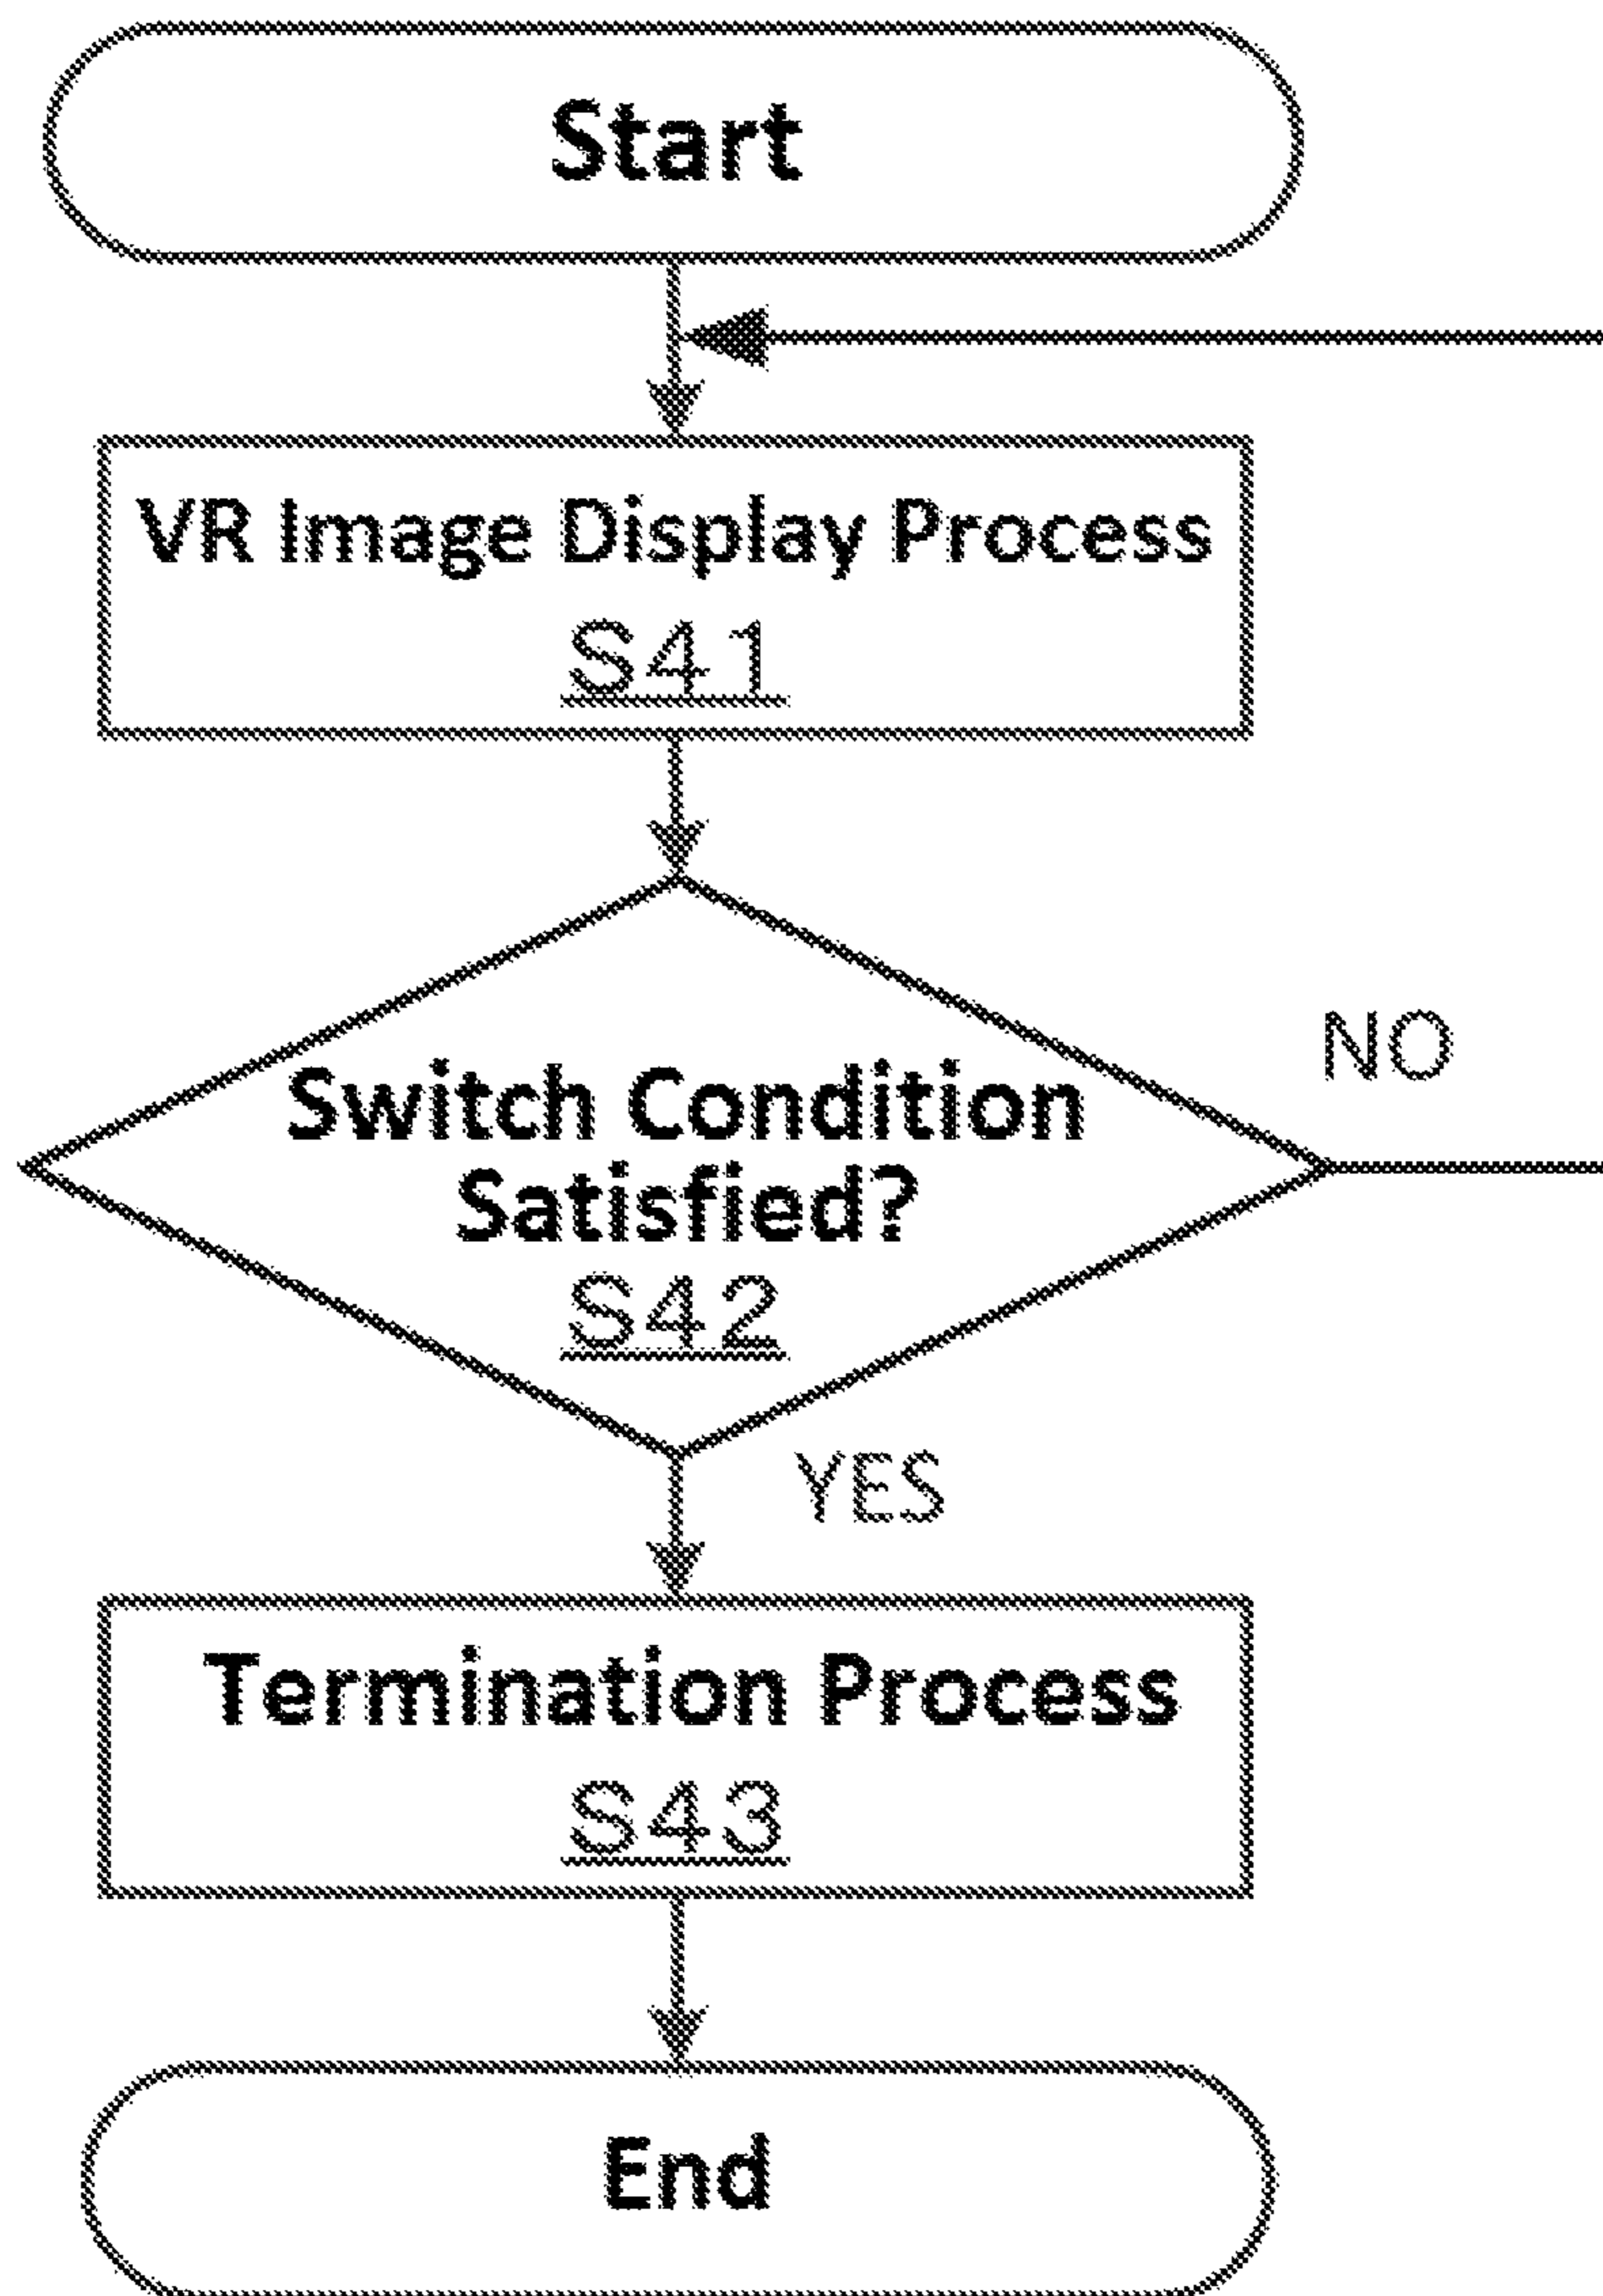 Start
VR Image Display Process
S41
NO
Switch Condition
Satisfied?
S42
YES
Termination Process
S43
End